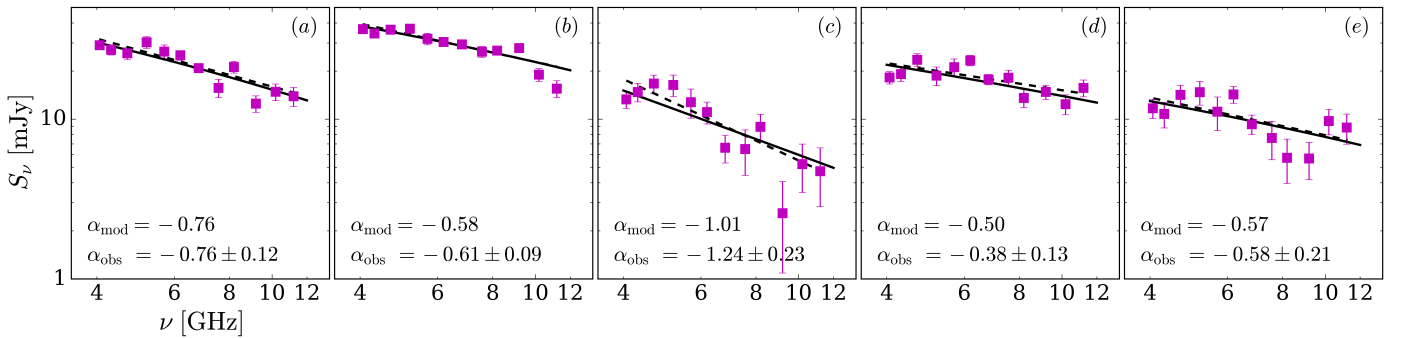 (a) (b) (c) (d) (e)
10
S_ν [mJy]
α_mod = −0.76 α_mod = −0.58 α_mod = −1.01 α_mod = −0.50 α_mod = −0.57
α_obs = −0.76 ± 0.12 α_obs = −0.61 ± 0.09 α_obs = −1.24 ± 0.23 α_obs = −0.38 ± 0.13 α_obs = −0.58 ± 0.21
1
4 6 8 10 12 4 6 8 10 12 4 6 8 10 12 4 6 8 10 12 4 6 8 10 12
ν [GHz]